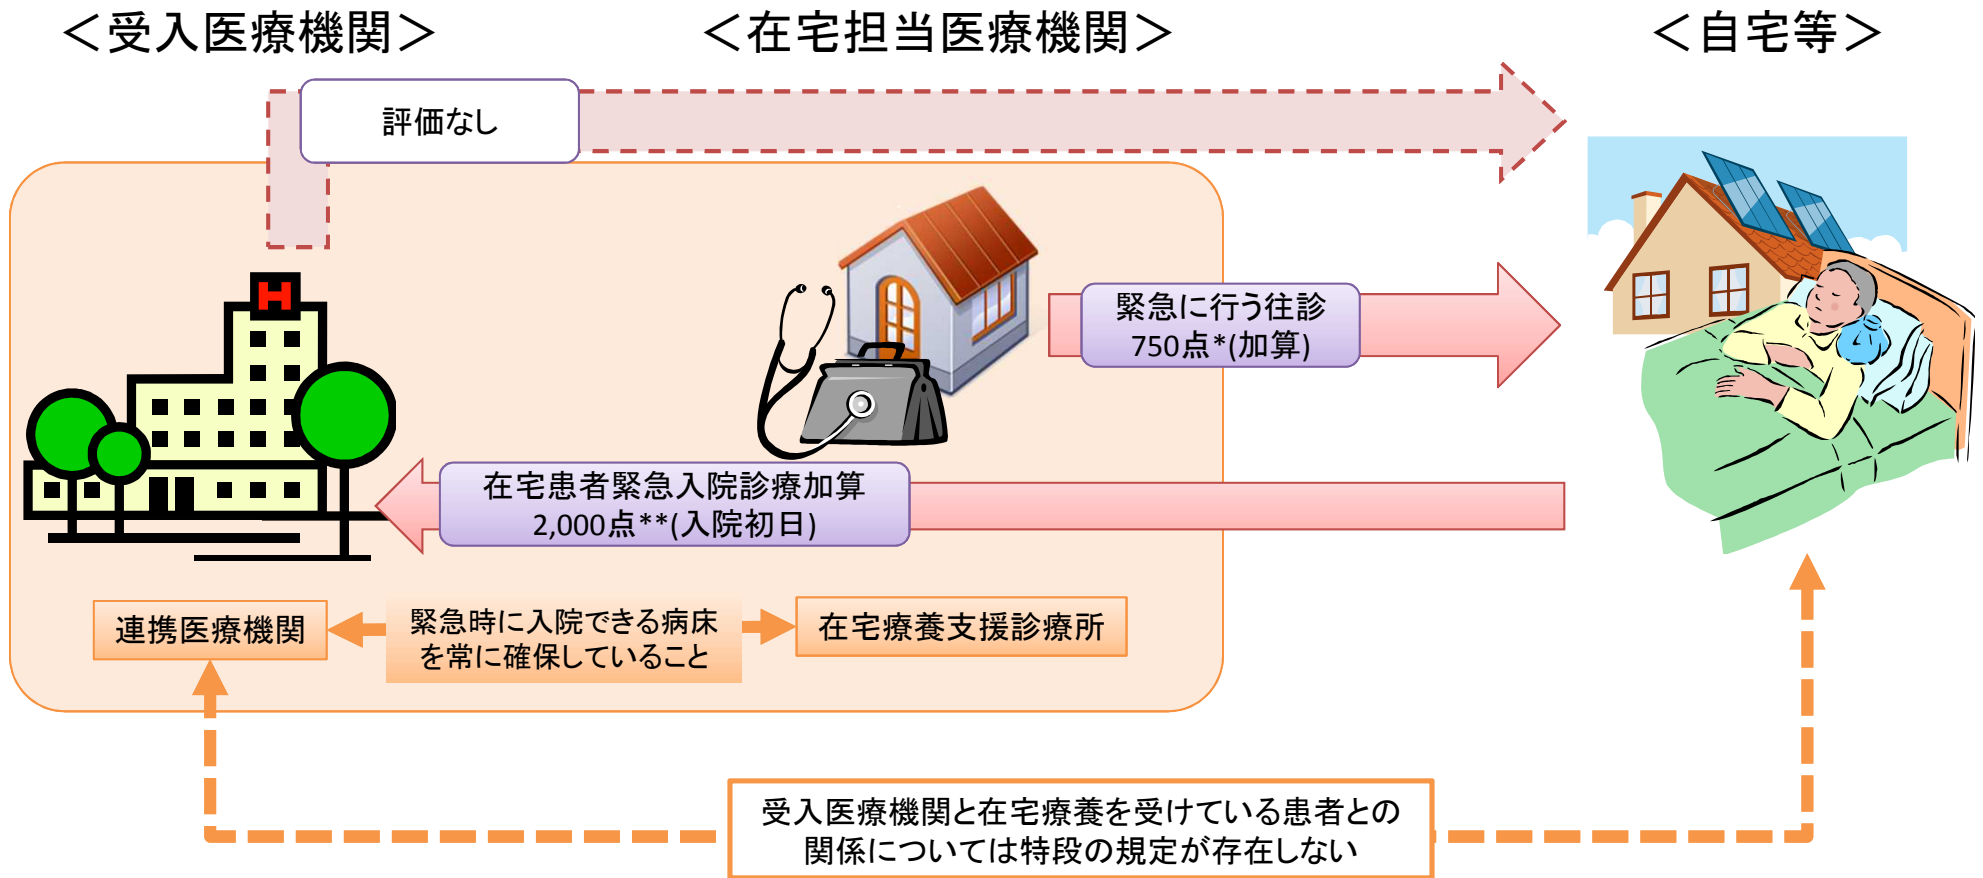 ＜受入医療機関＞
＜在宅担当医療機関＞
＜自宅等＞
評価なし
H
緊急に行う往診
750点*(加算)
在宅患者緊急入院診療加算
2,000点**(入院初日)
連携医療機関
緊急時に入院できる病床
を常に確保していること
在宅療養支援診療所
受入医療機関と在宅療養を受けている患者との
関係については特段の規定が存在しない